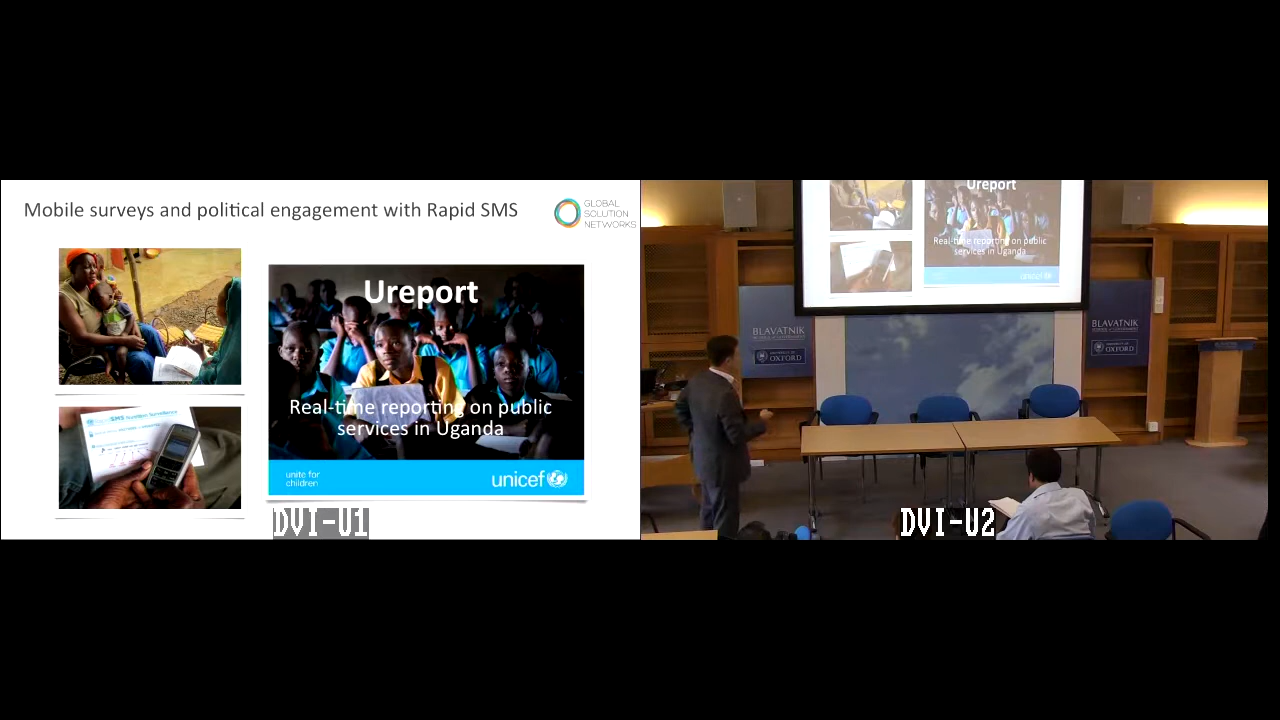 Mobile surveys and political engagement with Rapid SMS
GLOBAL
SOLUTION
NETWORKS
Ureport
Real-time reporting on public
services in Uganda
unite for
children
unicef
DVI-U1
Ureport
Real-time reporting on public
services in Uganda
unicef
BLAVATNIK
OXFORD
BLAVATNIK
OXFORD
DVI-U2